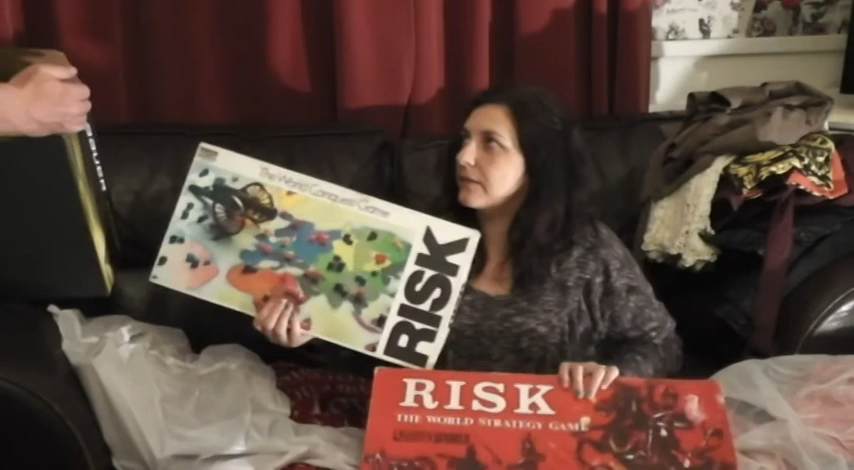 The World Conquest Game
RISK
RISK
THE WORLD STRATEGY GAME